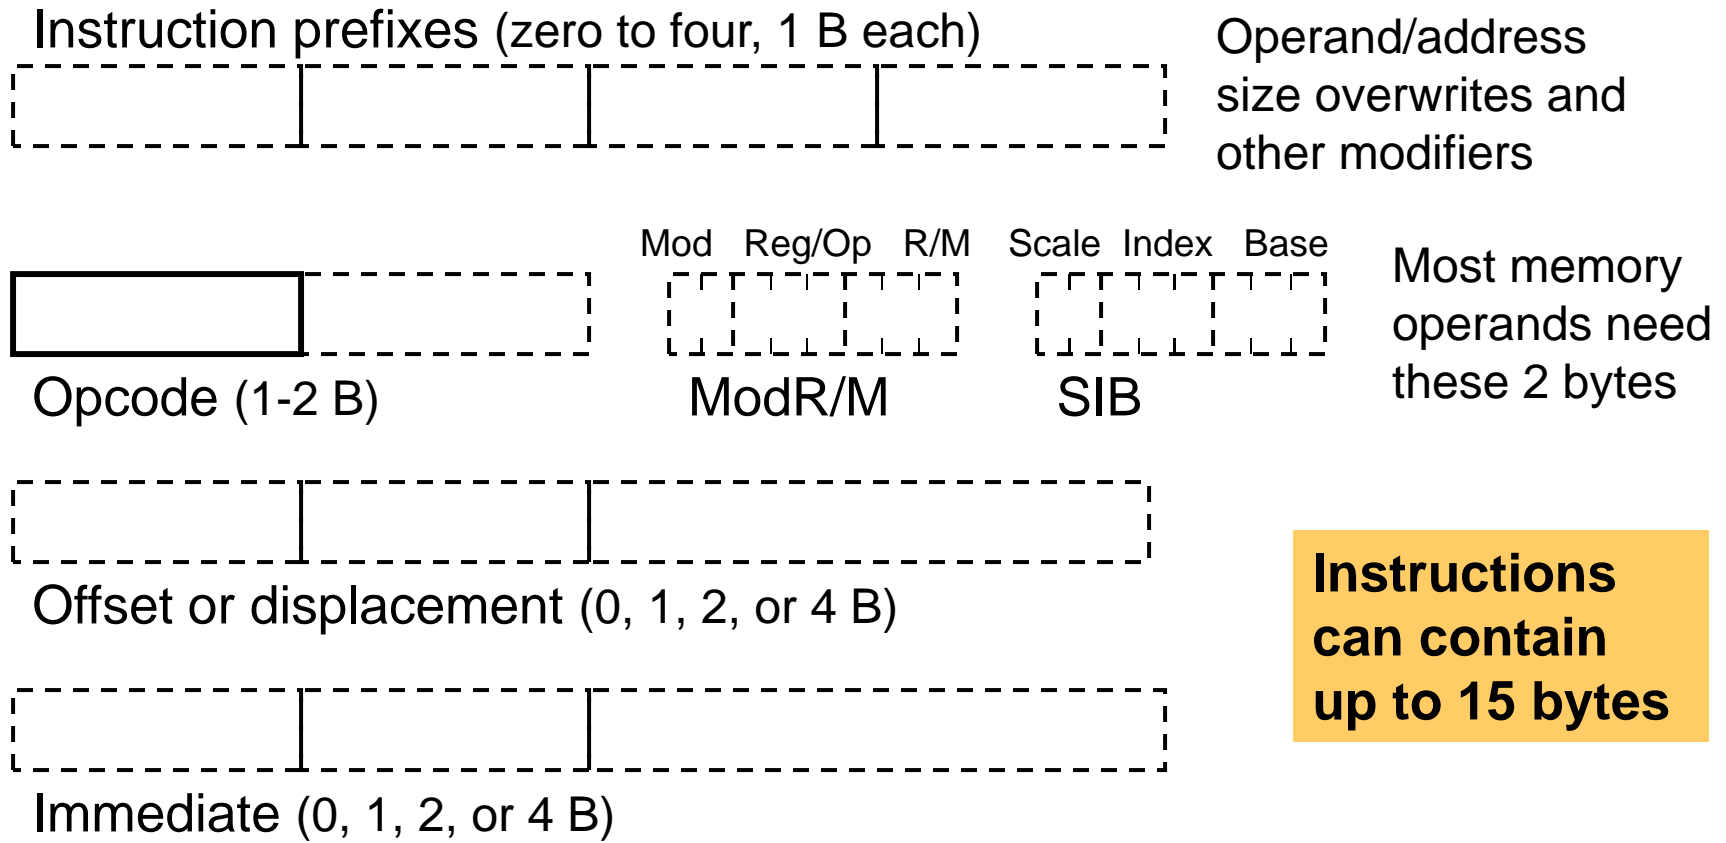 Instruction prefixes (zero to four, 1 B each)
Operand/address
size overwrites and
other modifiers
Mod Reg/Op R/M Scale Index Base
Most memory
operands need
these 2 bytes
Opcode (1-2 B)
ModR/M
SIB
Offset or displacement (0, 1, 2, or 4 B)
Instructions
can contain
up to 15 bytes
Immediate (0, 1, 2, or 4 B)